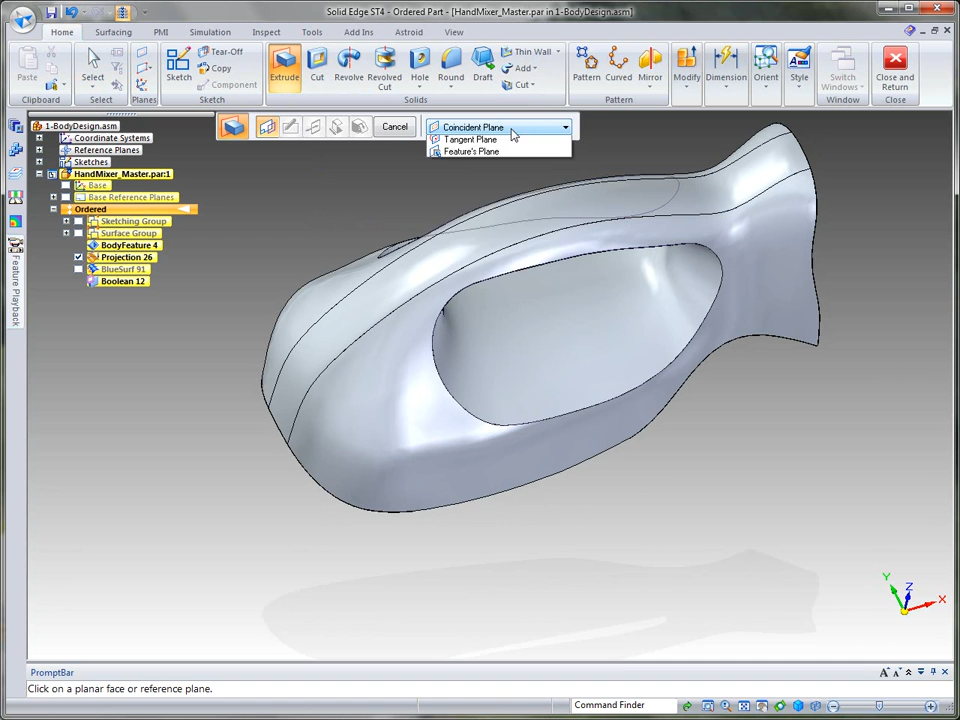 Solid Edge ST4 - Ordered Part - [HandMixer_Master.par in 1-BodyDesign.asm]
Home Surfacing PMI Simulation Inspect Tools Add Ins Astroid View
Paste
Clipboard
Select
Select
Planes
Sketch
Tear-Off
Copy
Component
Sketch
Extrude
Cut
Revolve
Revolved Cut
Hole
Round
Draft
Thin Wall
Add
Cut
Solids
Pattern
Curved
Mirror
Pattern
Modify
Dimension
Orient
Style
Switch Windows
Window
Close and Return
Close
Cancel
Coincident Plane
Tangent Plane
Feature's Plane
1-BodyDesign.asm
Coordinate Systems
Reference Planes
Sketches
HandMixer_Master.par:1
Base
Base Reference Planes
Ordered
Sketching Group
Surface Group
BodyFeature 4
Projection 26
BlueSurf 91
Boolean 12
Feature Playback
Y
Z
X
PromptBar
Click on a planar face or reference plane.
Command Finder